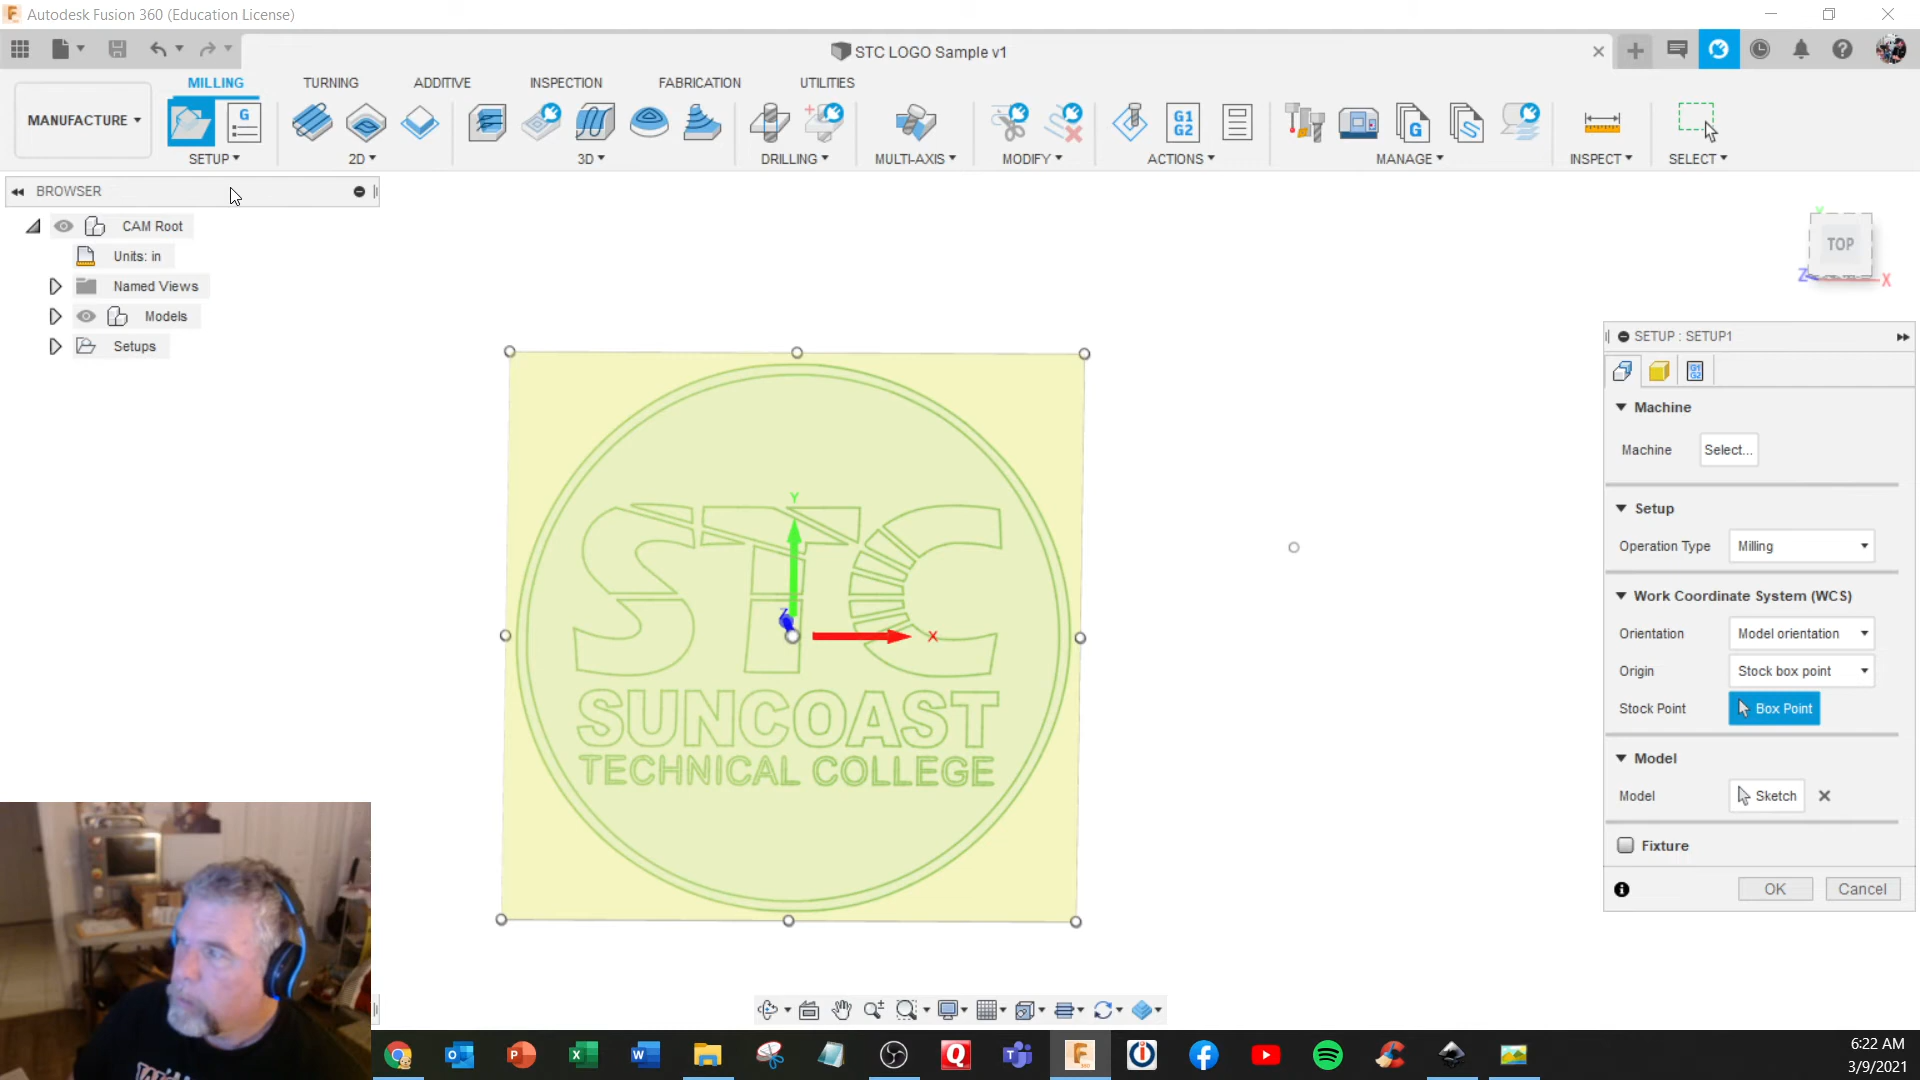 Autodesk Fusion 360 (Education License)
STC LOGO Sample v1
MILLING
TURNING
ADDITIVE
INSPECTION
FABRICATION
UTILITIES
MANUFACTURE
G
G1
G2
G
SETUP
2D
3D
DRILLING
MULTI-AXIS
MODIFY
ACTIONS
MANAGE
INSPECT
SELECT
BROWSER
CAM Root
Units: in
Named Views
Models
Setups
Y
TOP
Z
X
SETUP : SETUP1
Machine
Machine
Select...
Setup
Operation Type
Milling
Work Coordinate System (WCS)
Orientation
Model orientation
Origin
Stock box point
Stock Point
Box Point
Model
Model
Sketch
Fixture
OK
Cancel
Y
Z
X
STC
SUNCOAST
TECHNICAL COLLEGE
6:22 AM
3/9/2021